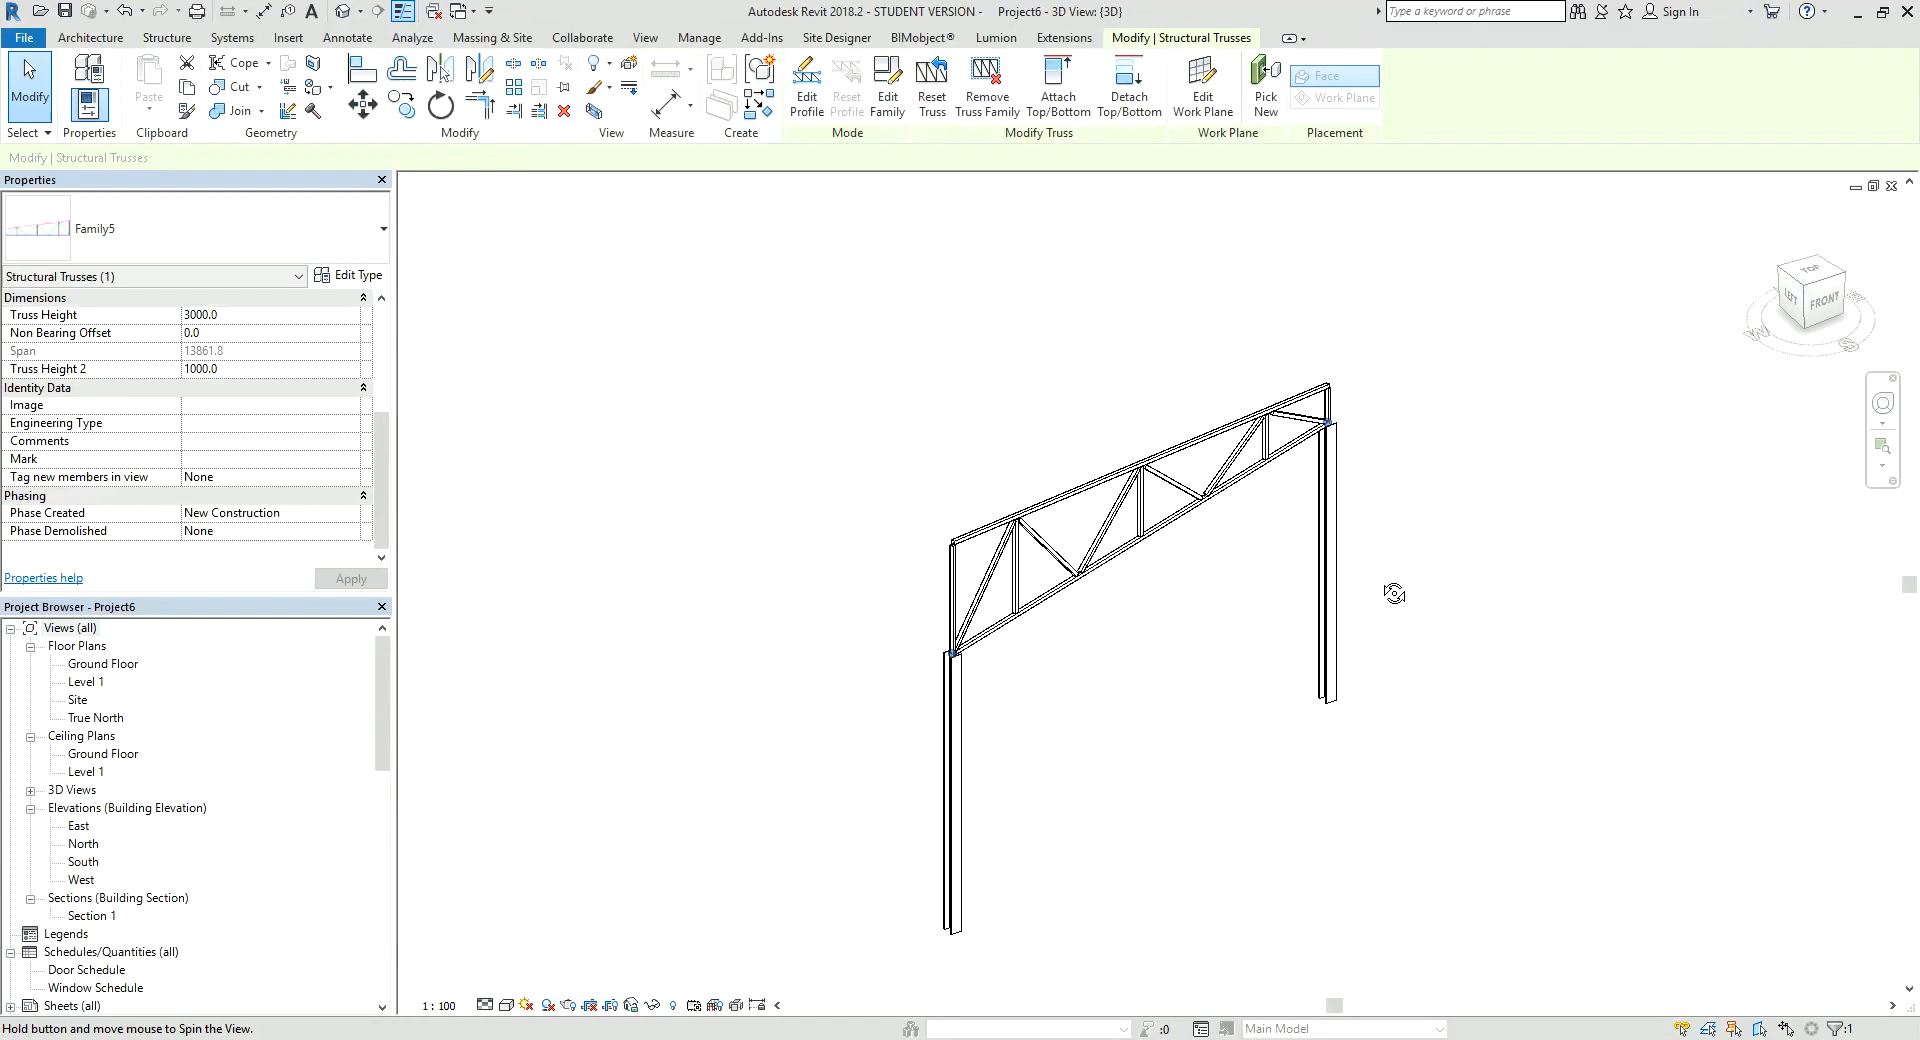 Autodesk Revit 2018.2 - STUDENT VERSION - Project6 - 3D View: {3D}
Type a keyword or phrase
Sign In
File Architecture Structure Systems Insert Annotate Analyze Massing & Site Collaborate View Manage Add-Ins Site Designer BIMobject® Lumion Extensions Modify | Structural Trusses
Modify
Paste
Cope
Cut
Join
Edit Profile
Reset Profile
Edit Family
Reset Truss
Remove Truss Family
Attach Top/Bottom
Detach Top/Bottom
Edit Work Plane
Pick New
Face
Work Plane
Select Properties Clipboard Geometry Modify View Measure Create Mode Modify Truss Work Plane Placement
Modify | Structural Trusses
Properties
Family5
Structural Trusses (1)
Edit Type
Dimensions
Truss Height 3000.0
Non Bearing Offset 0.0
Span 13861.8
Truss Height 2 1000.0
Identity Data
Image
Engineering Type
Comments
Mark
Tag new members in view None
Phasing
Phase Created New Construction
Phase Demolished None
Properties help
Apply
Project Browser - Project6
Views (all)
Floor Plans
Ground Floor
Level 1
Site
True North
Ceiling Plans
Ground Floor
Level 1
3D Views
Elevations (Building Elevation)
East
North
South
West
Sections (Building Section)
Section 1
Legends
Schedules/Quantities (all)
Door Schedule
Window Schedule
Sheets (all)
TOP
LEFT
FRONT
W
S
1 : 100
Hold button and move mouse to Spin the View.
:0
Main Model
:1